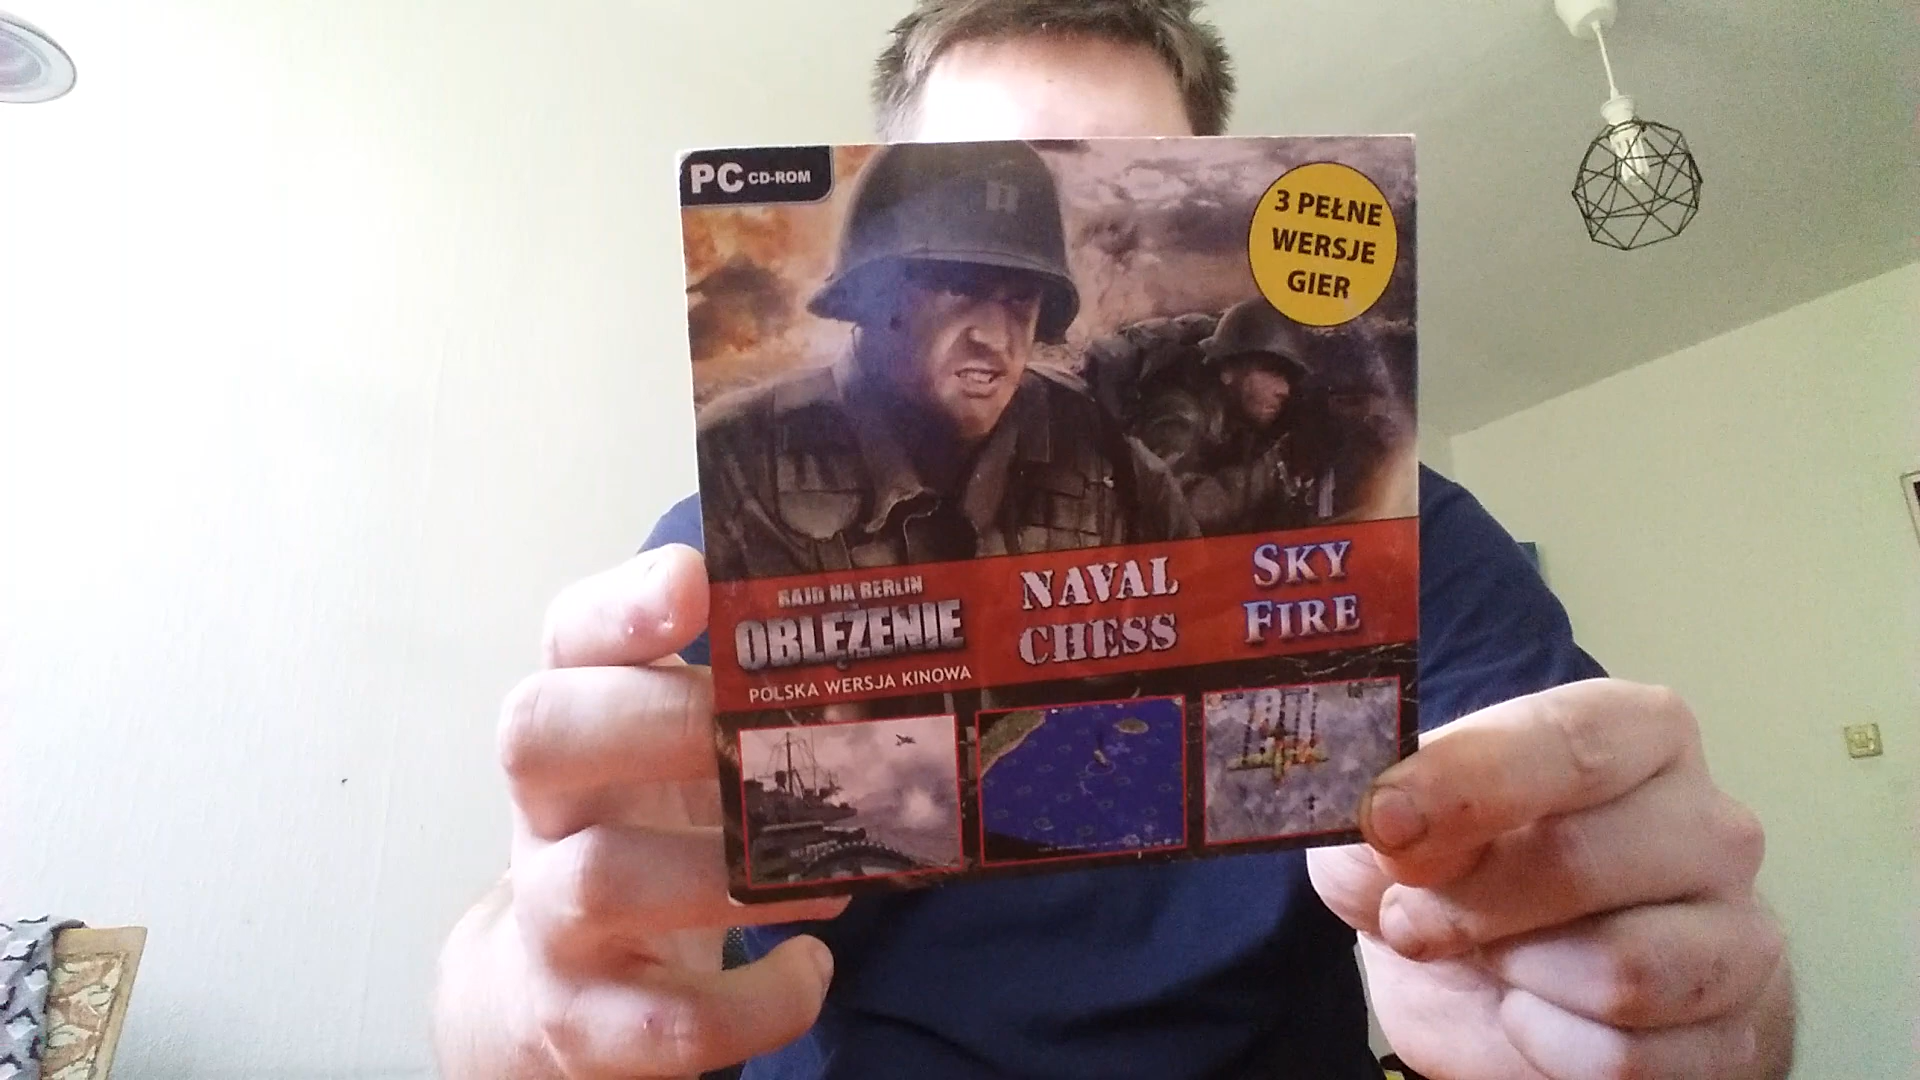 PC CD-ROM
3 PEŁNE
WERSJE
GIER
RAJD NA BERLIN
OBLĘŻENIE
POLSKA WERSJA KINOWA
NAVAL
CHESS
SKY
FIRE